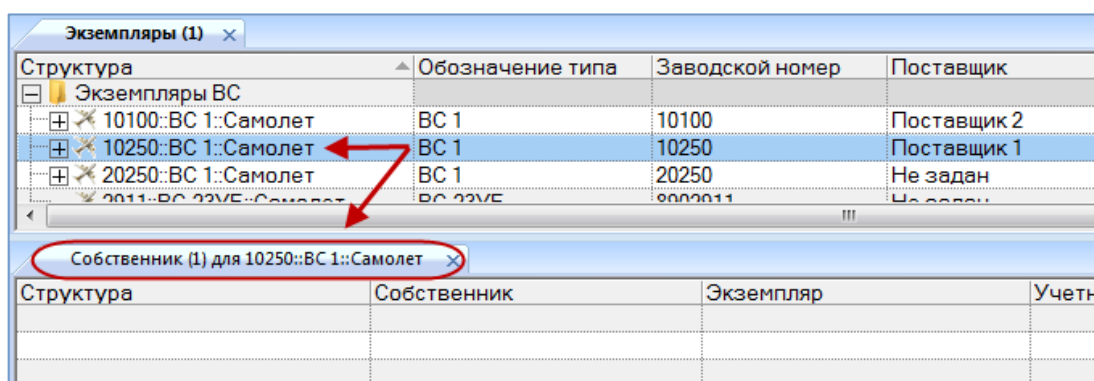 Экземпляры (1)
Структура Обозначение типа Заводской номер Поставщик
Экземпляры ВС
10100::ВС 1::Самолет ВС 1 10100 Поставщик 2
10250::ВС 1::Самолет ВС 1 10250 Поставщик 1
20250::ВС 1::Самолет ВС 1 20250 Не задан
Собственник (1) для 10250::ВС 1::Самолет
Структура Собственник Экземпляр Учетн